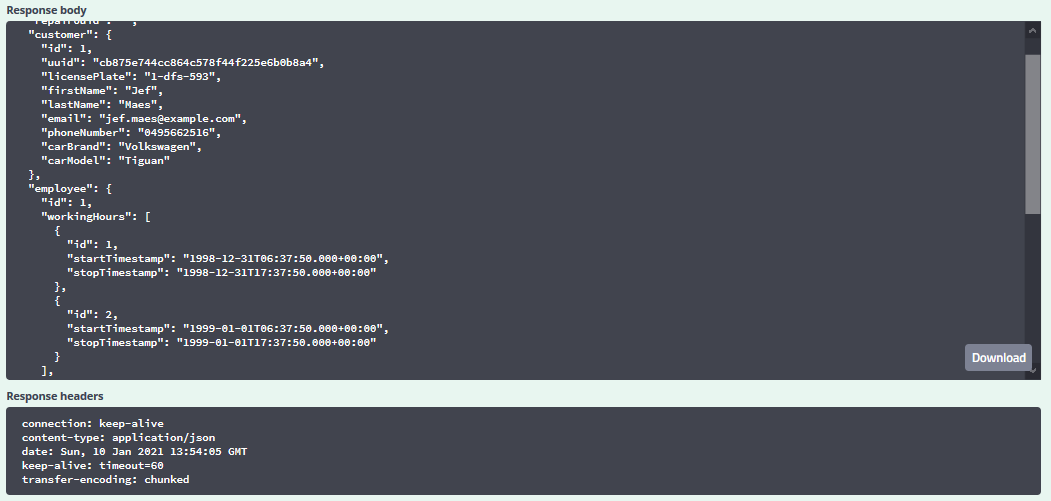 Response body
"customer": {
"id": 1,
"uuid": "cb875e744cc864c578f44f225e6b0b8a4",
"licensePlate": "1-dfs-593",
"firstName": "Jef",
"lastName": "Maes",
"email": "jef.maes@example.com",
"phoneNumber": "0495662516",
"carBrand": "Volkswagen",
"carModel": "Tiguan"
},
"employee": {
"id": 1,
"workingHours": [
{
"id": 1,
"startTimestamp": "1998-12-31T06:37:50.000+00:00",
"stopTimestamp": "1998-12-31T17:37:50.000+00:00"
},
{
"id": 2,
"startTimestamp": "1999-01-01T06:37:50.000+00:00",
"stopTimestamp": "1999-01-01T17:37:50.000+00:00"
}
],
Download
Response headers
connection: keep-alive
content-type: application/json
date: Sun, 10 Jan 2021 13:54:05 GMT
keep-alive: timeout=60
transfer-encoding: chunked